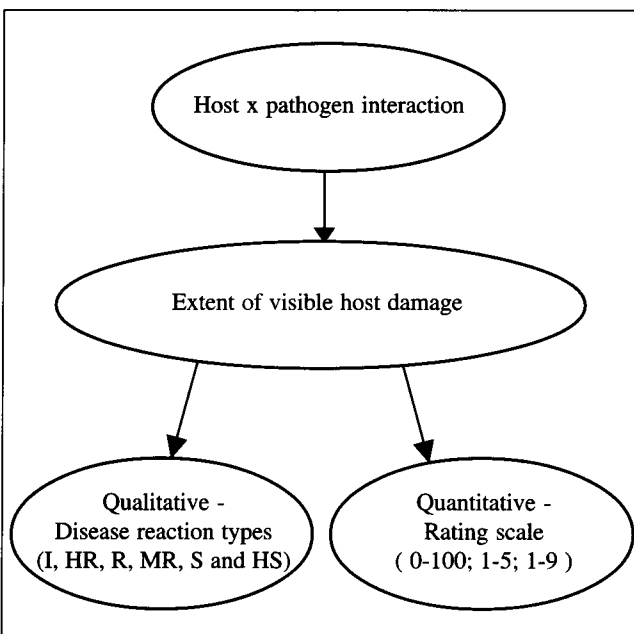 Host x pathogen interaction
Extent of visible host damage
Qualitative -
Disease reaction types
(I, HR, R, MR, S and HS)
Quantitative -
Rating scale
( 0-100; 1-5; 1-9 )